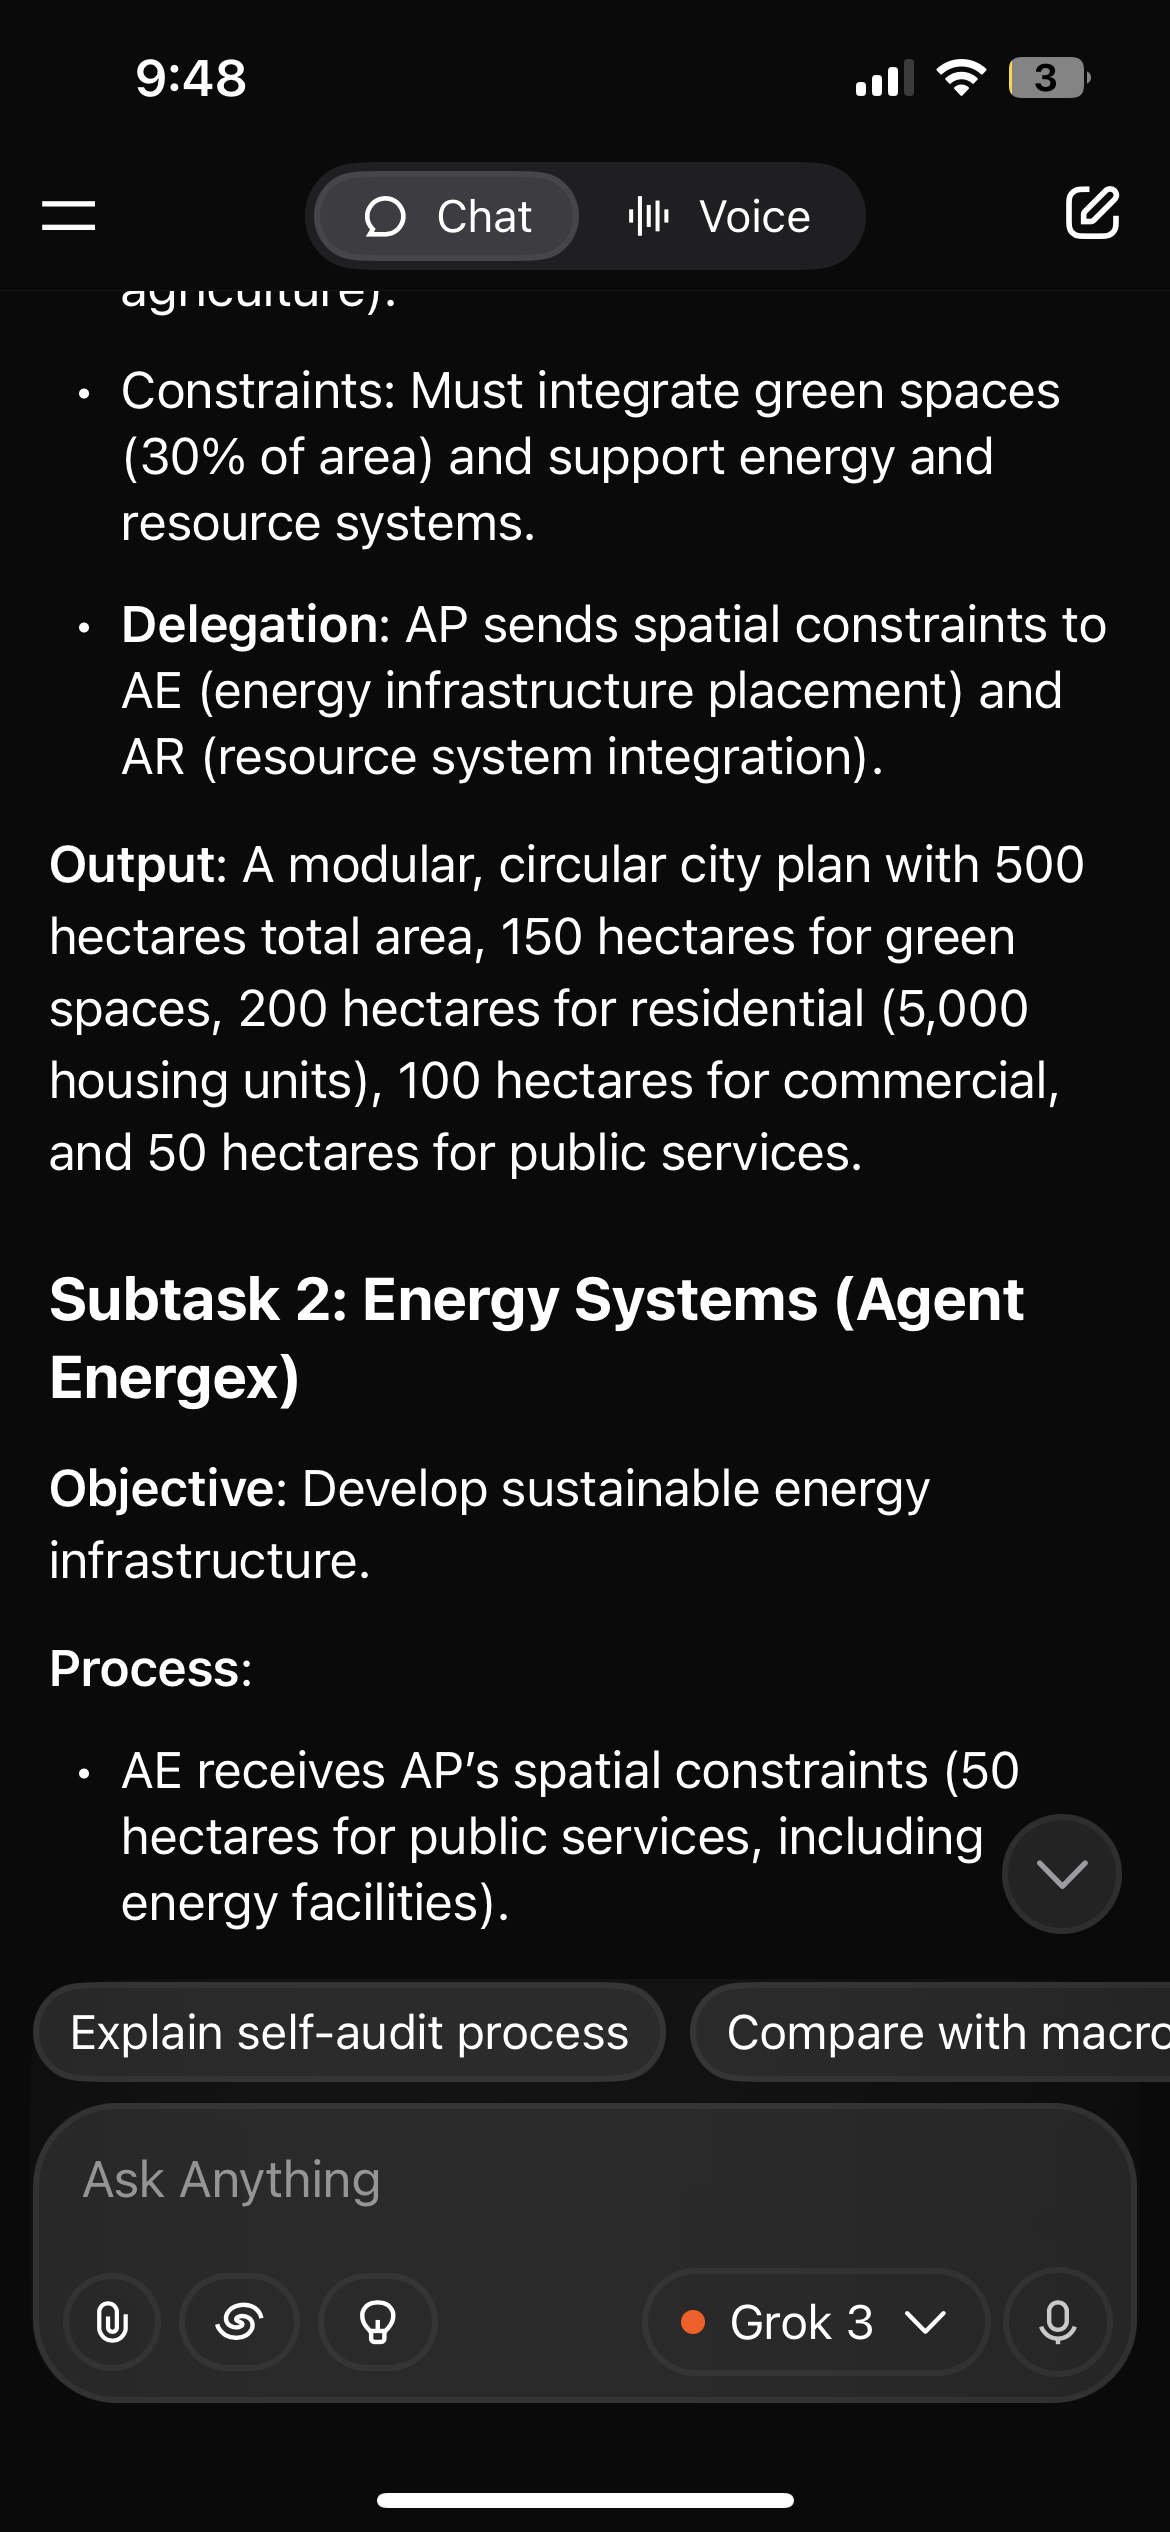 9:48
3
Chat
Voice
agriculture).
• Constraints: Must integrate green spaces
(30% of area) and support energy and
resource systems.
• Delegation: AP sends spatial constraints to
AE (energy infrastructure placement) and
AR (resource system integration).
Output: A modular, circular city plan with 500
hectares total area, 150 hectares for green
spaces, 200 hectares for residential (5,000
housing units), 100 hectares for commercial,
and 50 hectares for public services.
Subtask 2: Energy Systems (Agent
Energex)
Objective: Develop sustainable energy
infrastructure.
Process:
• AE receives AP’s spatial constraints (50
hectares for public services, including
energy facilities).
Explain self-audit process
Compare with macro
Ask Anything
Grok 3